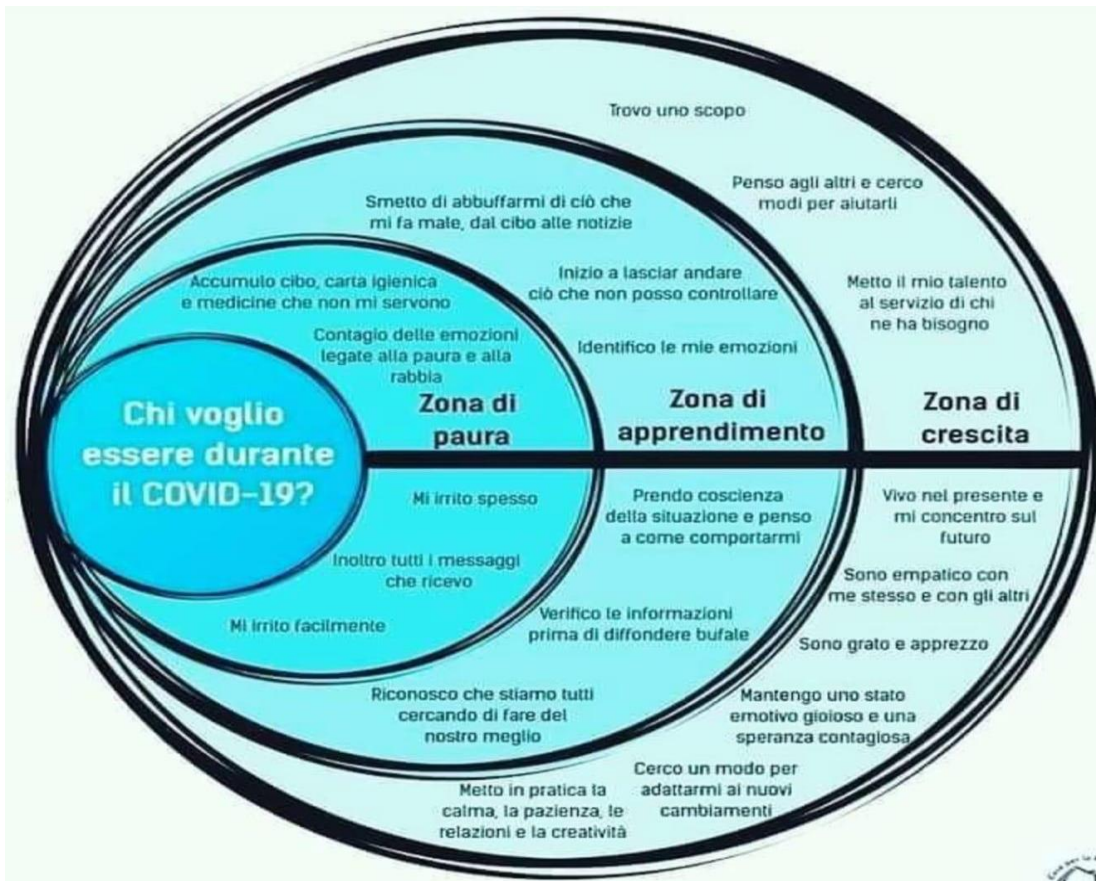 Trovo uno scopo
Penso agli altri e cerco
modi per aiutarli
Smetto di abbuffarmi di ciò che
mi fa male, dal cibo alle notizie
Inizio a lasciar andare
ciò che non posso controllare
Metto il mio talento
al servizio di chi
ne ha bisogno
Accumulo cibo, carta igienica
e medicine che non mi servono
Contagio delle emozioni
legate alla paura e alla
rabbia
Identifico le mie emozioni
Chi voglio
essere durante
il COVID-19?
Zona di
paura
Zona di
apprendimento
Zona di
crescita
Mi irrito spesso
Prendo coscienza
della situazione e penso
a come comportarmi
Vivo nel presente e
mi concentro sul
futuro
Inoltro tutti i messaggi
che ricevo
Sono empatico con
me stesso e con gli altri
Mi irrito facilmente
Verifico le informazioni
prima di diffondere bufale
Sono grato e apprezzo
Riconosco che stiamo tutti
cercando di fare del
nostro meglio
Mantengo uno stato
emotivo gioioso e una
speranza contagiosa
Metto in pratica la
calma, la pazienza, le
relazioni e la creatività
Cerco un modo per
adattarmi ai nuovi
cambiamenti